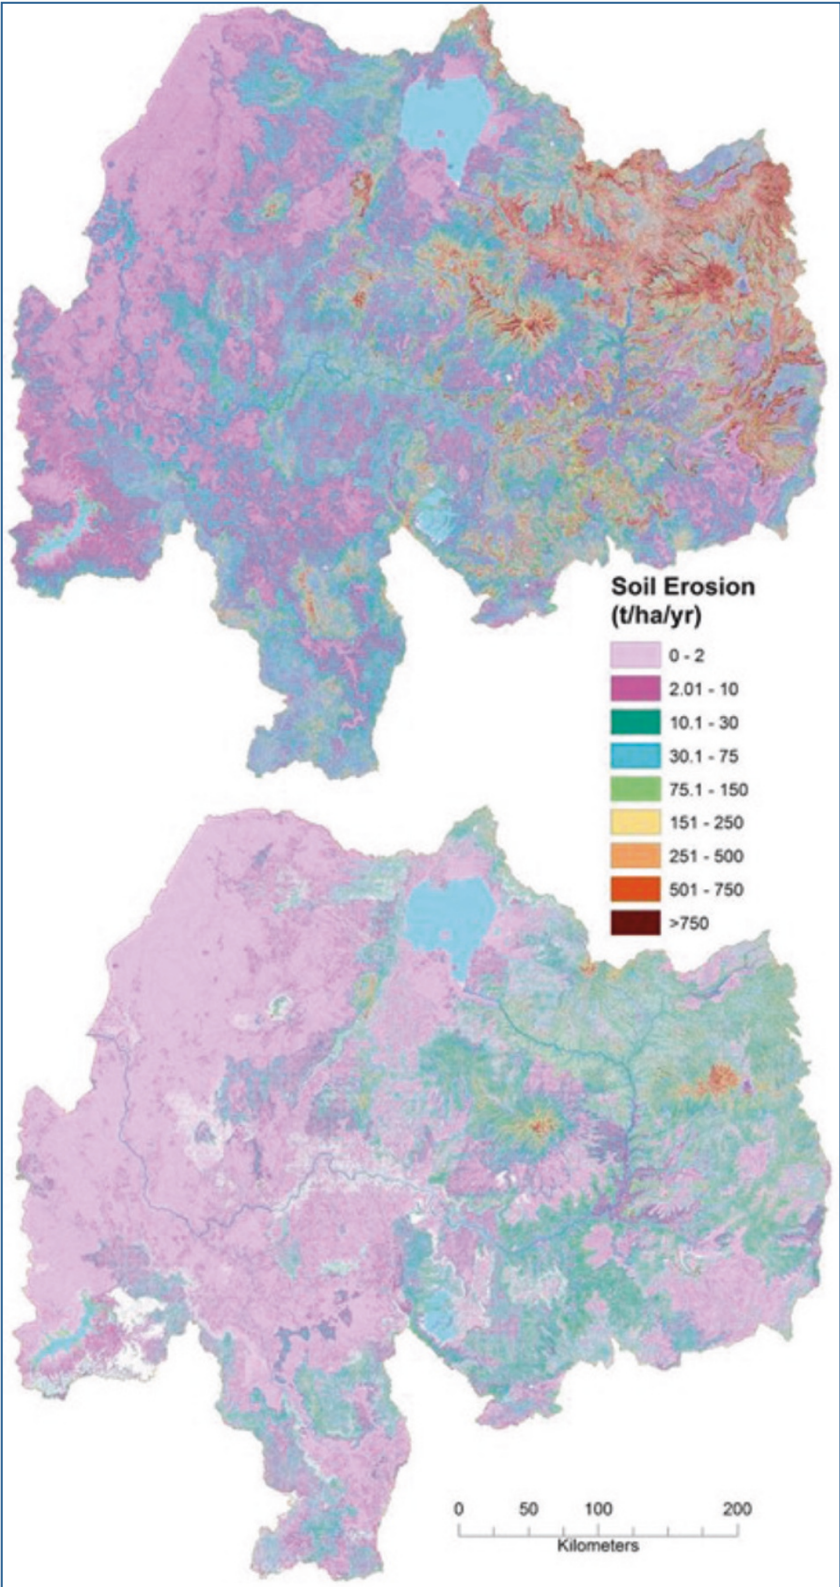 Soil Erosion
(t/ha/yr)
0 - 2
2.01 - 10
10.1 - 30
30.1 - 75
75.1 - 150
151 - 250
251 - 500
501 - 750
>750
0 50 100 200
Kilometers